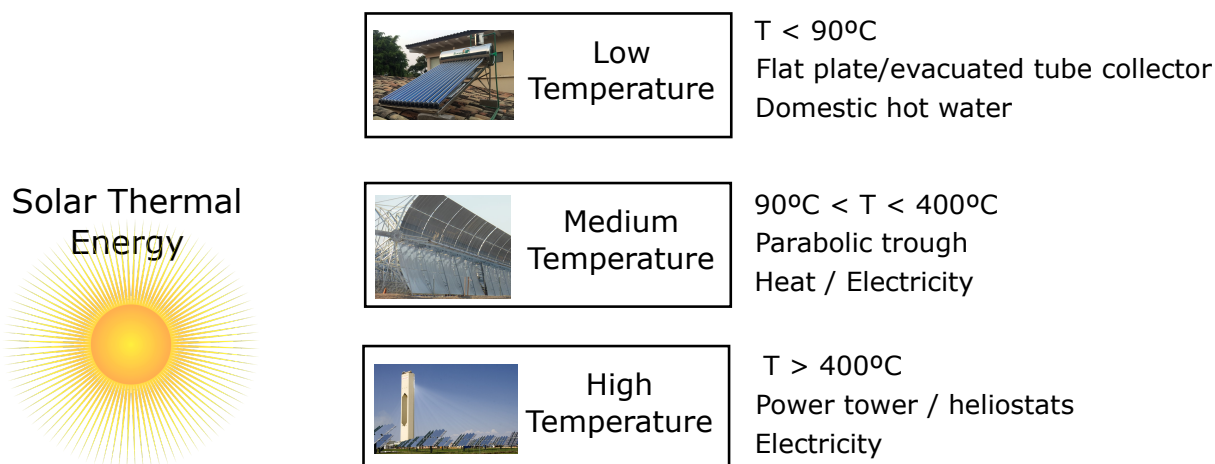 Solar Thermal
Energy
Low
Temperature
T < 90ºC
Flat plate/evacuated tube collector
Domestic hot water
Medium
Temperature
90ºC < T < 400ºC
Parabolic trough
Heat / Electricity
High
Temperature
T > 400ºC
Power tower / heliostats
Electricity